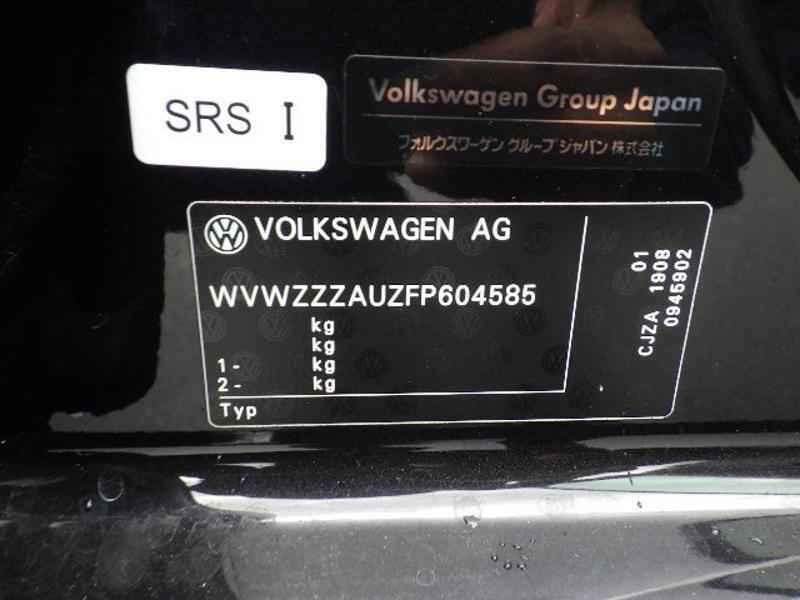 SRS I
Volkswagen Group Japan
フォルクスワーゲン グループ ジャパン 株式会社
VOLKSWAGEN AG
WVWZZZAUZFP604585
kg
kg
1- kg
2- kg
Typ
01
CJZA 1908
0945902